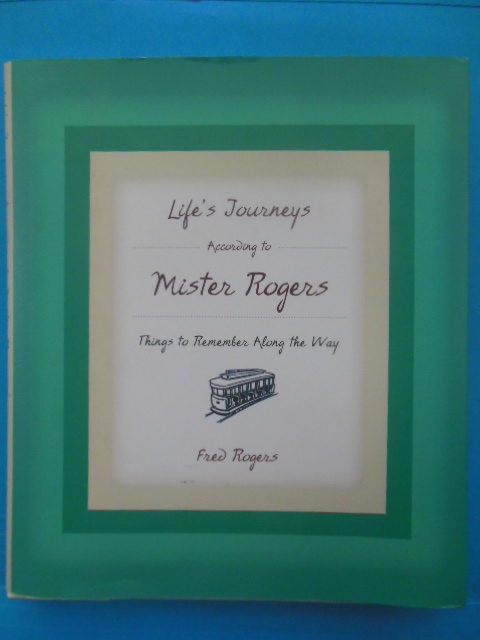 Life's Journeys
According to
Mister Rogers
Things to Remember Along the Way
Fred Rogers